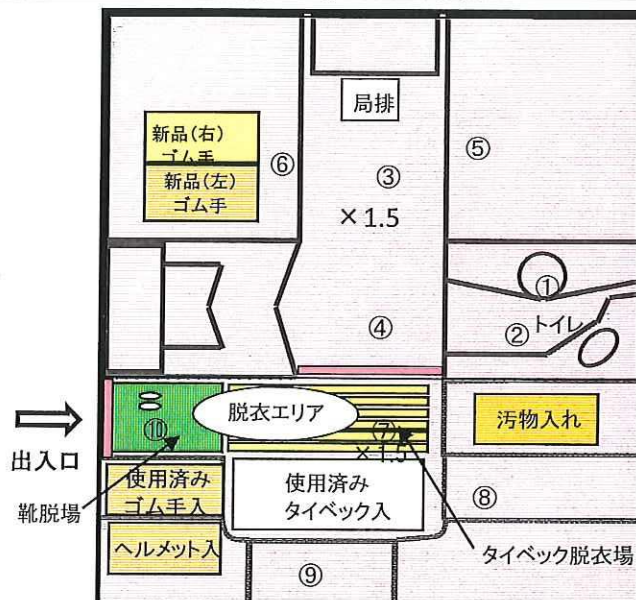 局排
新品(右)
ゴム手
新品(左)
ゴム手
⑥
③
⑤
×1.5
①
④
②
トイレ
出入口
⑩
脱衣エリア
⑦
×1.5
汚物入れ
靴脱場
使用済み
ゴム手入
使用済み
タイベック入
⑧
ヘルメット入
⑨
タイベック脱衣場